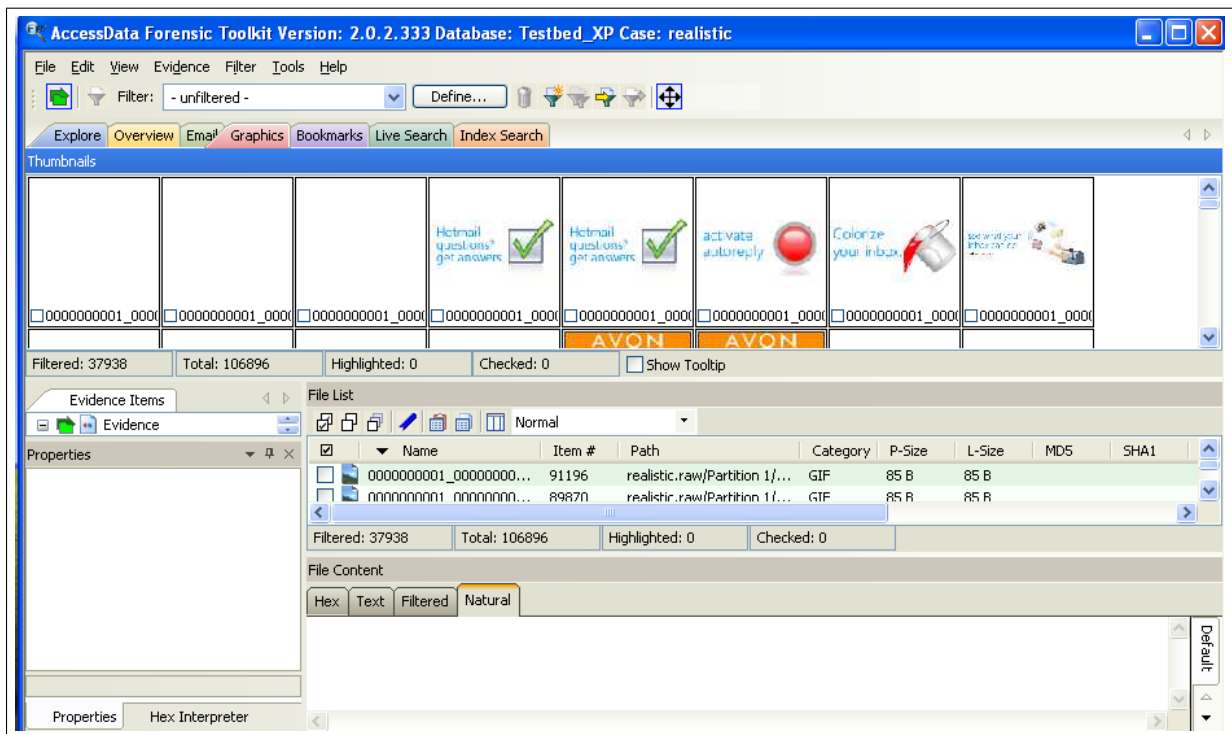 AccessData Forensic Toolkit Version: 2.0.2.333 Database: Testbed_XP Case: realistic
File Edit View Evidence Filter Tools Help
Filter: - unfiltered - Define...
Explore Overview Email Graphics Bookmarks Live Search Index Search
Thumbnails
Hotmail questions? get answers
Hotmail questions? get answers
activate autoreply
Colorize your inbox.
0000000001_000( 0000000001_000( 0000000001_000( 0000000001_000( 0000000001_000( 0000000001_000( 0000000001_000( 0000000001_000(
AVON AVON
Filtered: 37938 Total: 106896 Highlighted: 0 Checked: 0 Show Tooltip
Evidence Items
Evidence
Properties
File List
Normal
Name Item # Path Category P-Size L-Size MD5 SHA1
0000000001_00000000... 91196 realistic.raw/Partition 1/... GIF 85 B 85 B
0000000001_00000000... 89870 realistic.raw/Partition 1/... GIF 85 B 85 B
Filtered: 37938 Total: 106896 Highlighted: 0 Checked: 0
File Content
Hex Text Filtered Natural
Default
Properties Hex Interpreter